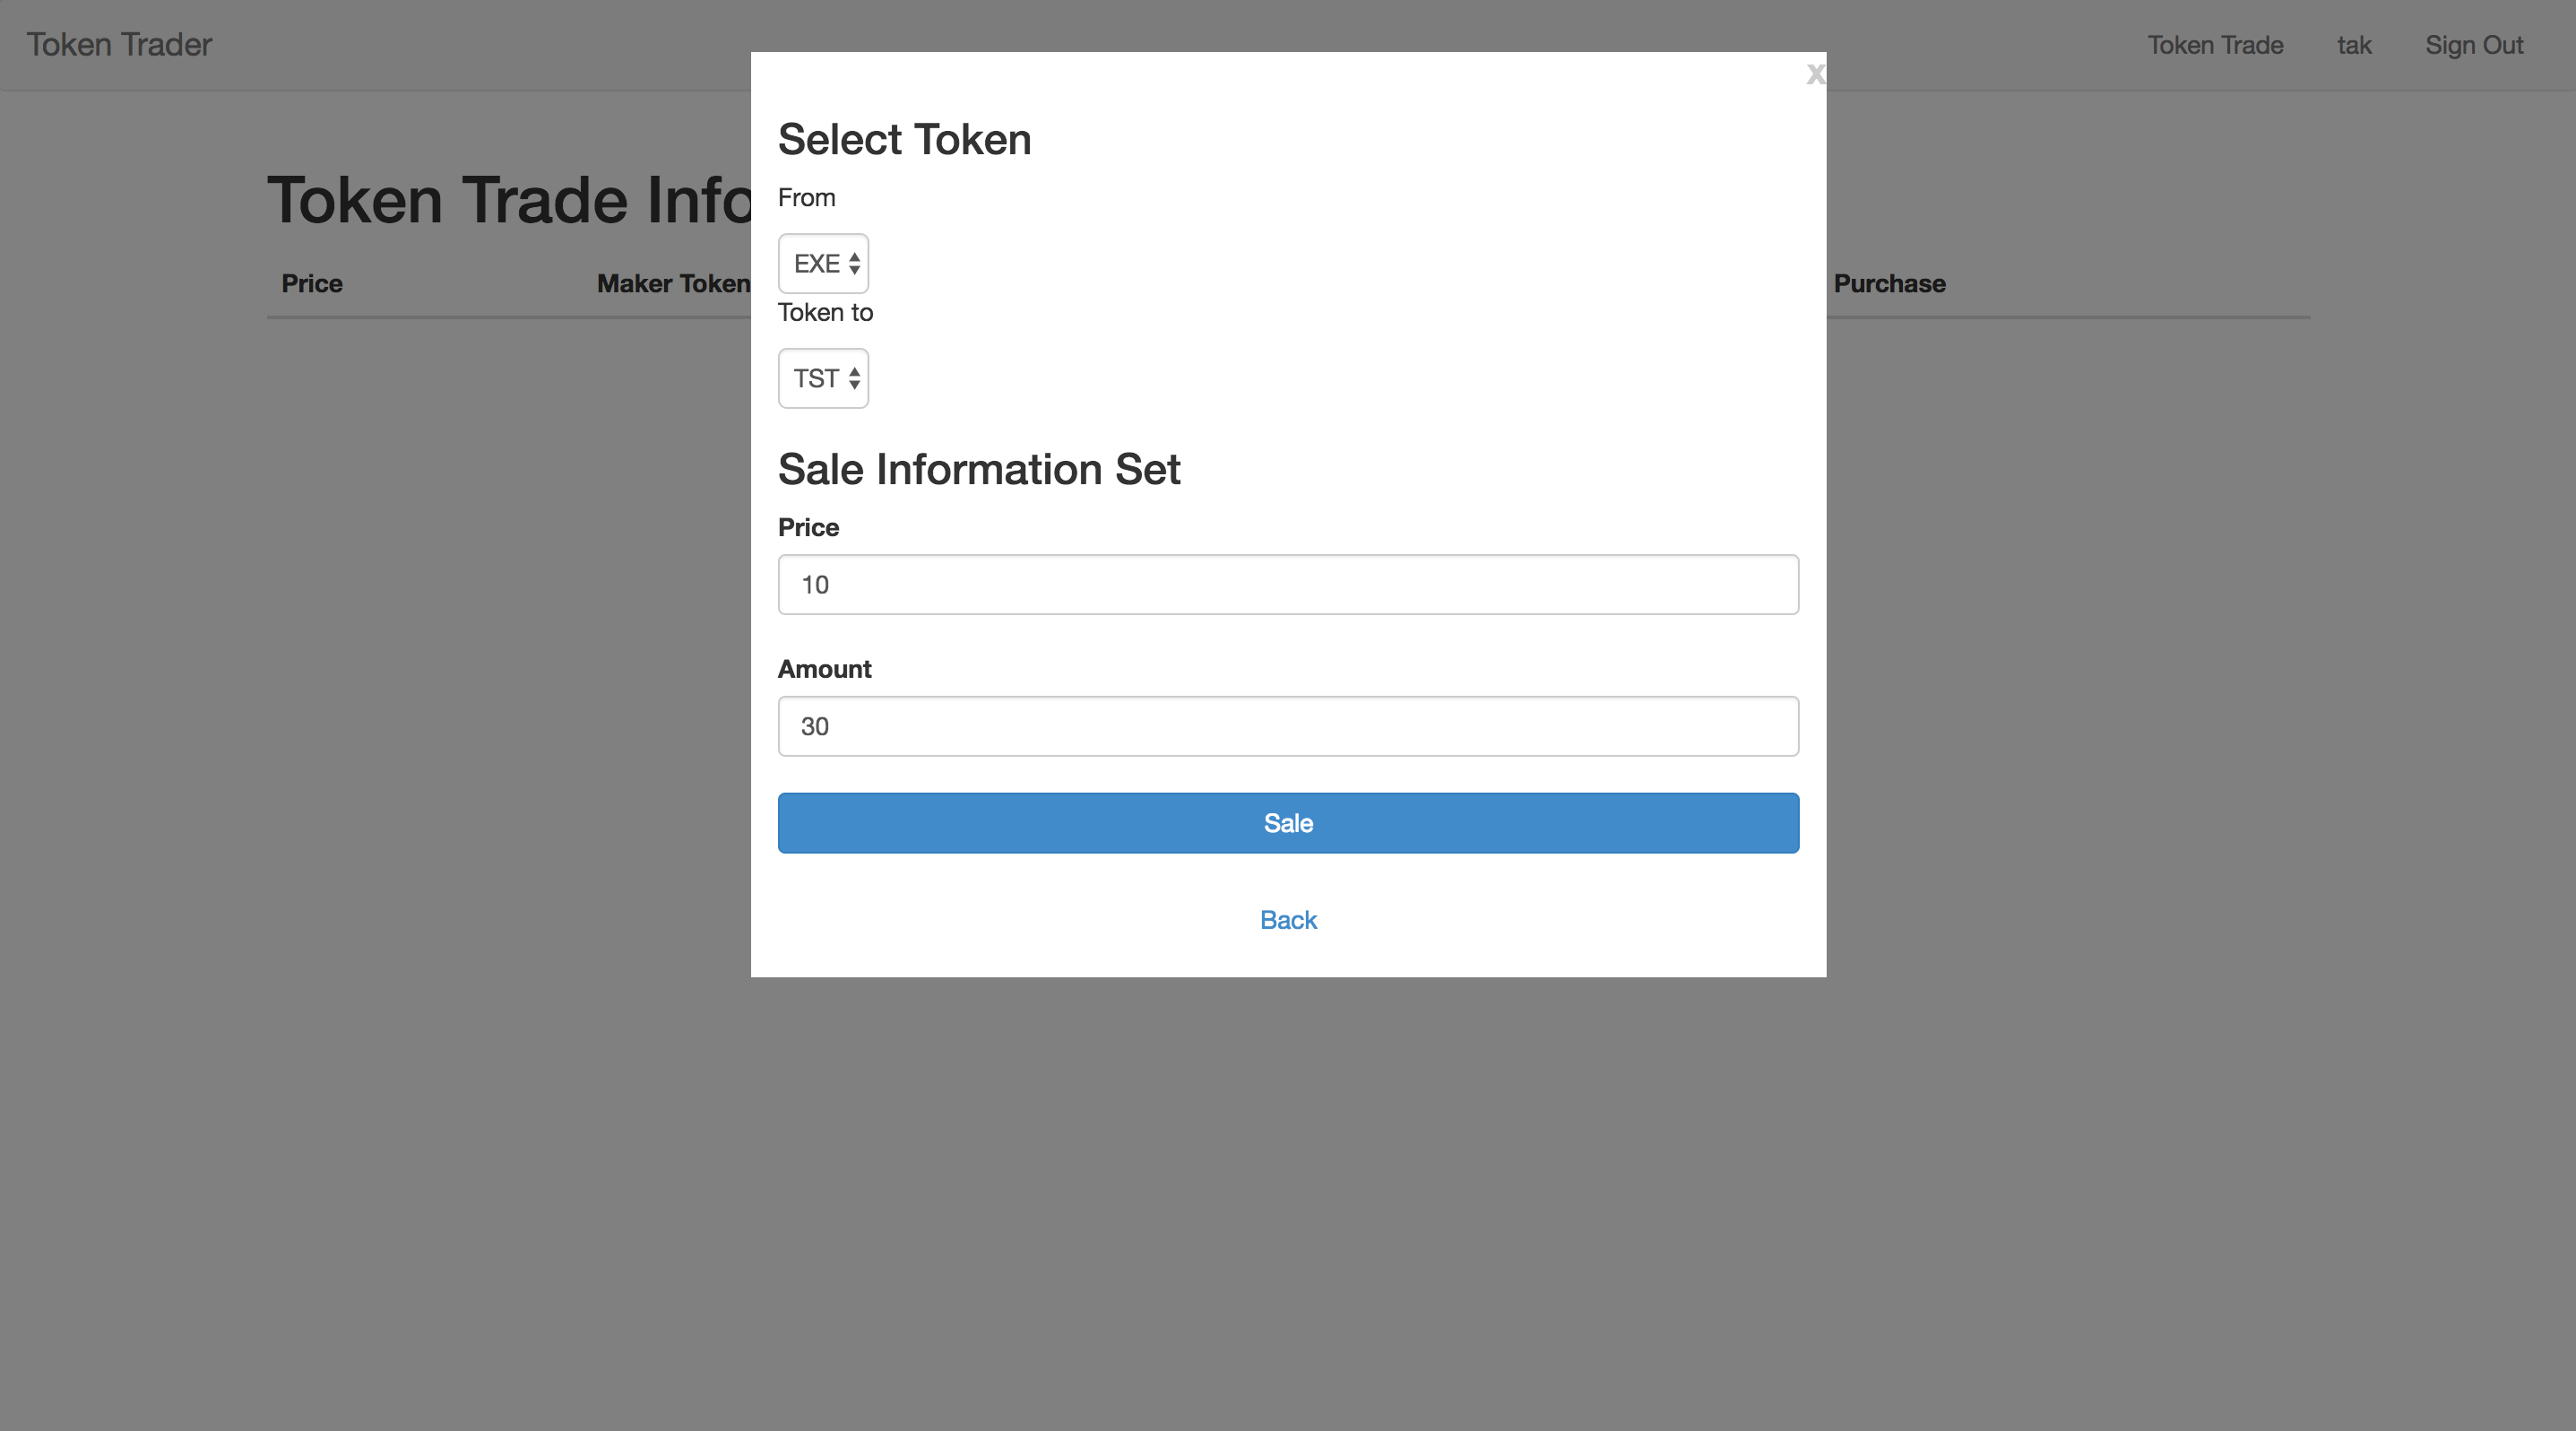 Token Trader
Token Trade
tak
Sign Out
x
Token Trade Info
Price
Maker Token
Purchase
Select Token
From
EXE
Token to
TST
Sale Information Set
Price
10
Amount
30
Sale
Back